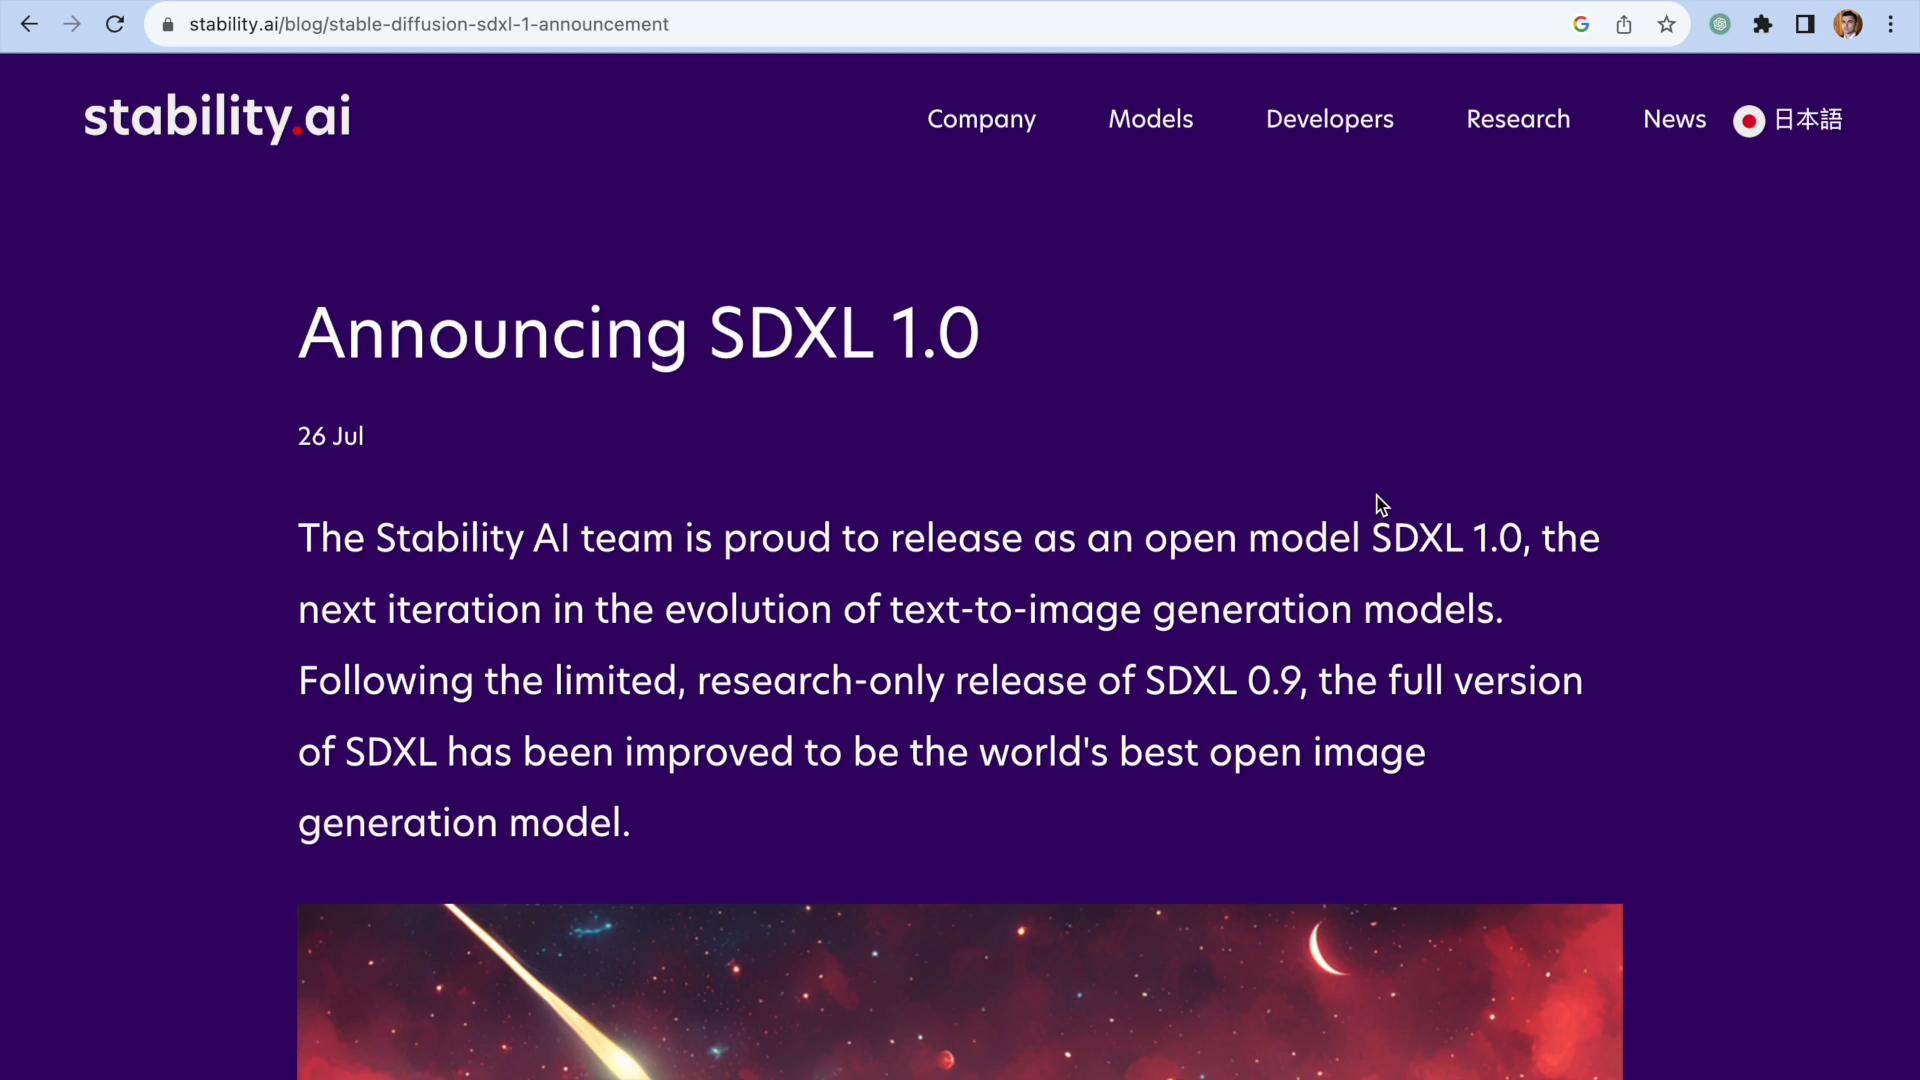 stability.ai/blog/stable-diffusion-sdxl-1-announcement
stability.ai
Company Models Developers Research News 日本語
Announcing SDXL 1.0
26 Jul
The Stability AI team is proud to release as an open model SDXL 1.0, the
next iteration in the evolution of text-to-image generation models.
Following the limited, research-only release of SDXL 0.9, the full version
of SDXL has been improved to be the world's best open image
generation model.